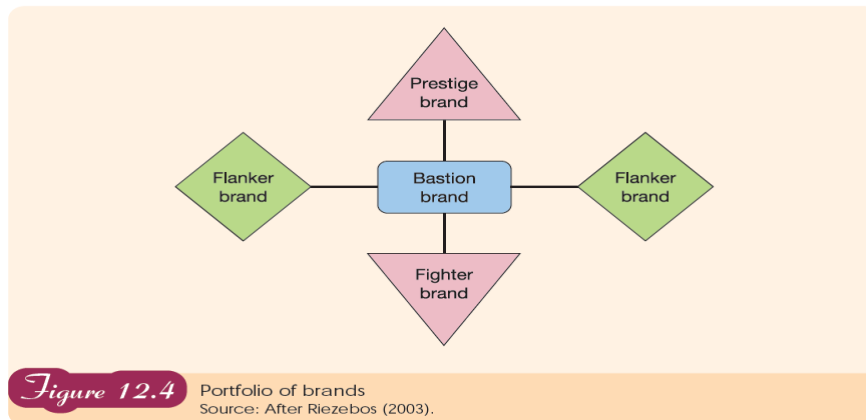 Prestige
brand
Flanker
brand
Bastion
brand
Flanker
brand
Fighter
brand
Figure 12.4
Portfolio of brands
Source: After Riezebos (2003).